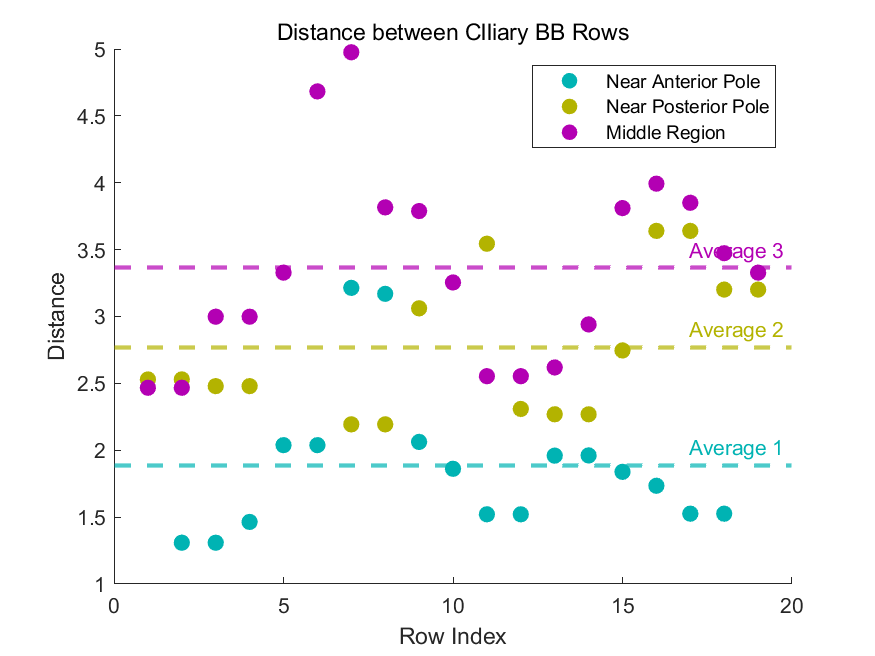 Distance between CIliary BB Rows
Near Anterior Pole
Near Posterior Pole
Middle Region
5
4.5
4
3.5
3
2.5
2
1.5
1
Average 3
Average 2
Average 1
Distance
0
5
10
15
20
Row Index